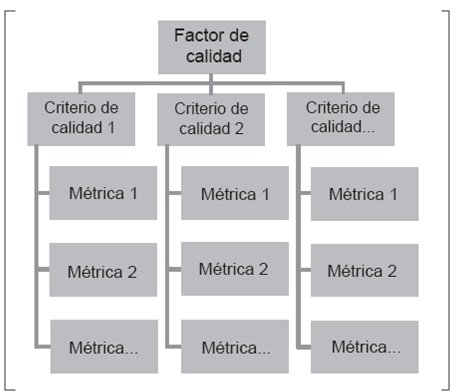 Factor de
calidad
Criterio de
calidad 1
Criterio de
calidad 2
Criterio de
calidad...
Métrica 1
Métrica 1
Métrica 1
Métrica 2
Métrica 2
Métrica 2
Métrica...
Métrica...
Métrica...